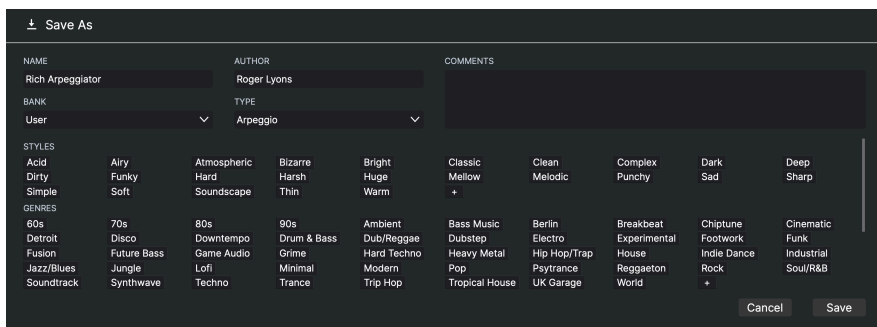 Save As
NAME AUTHOR COMMENTS
Rich Arpeggiator Roger Lyons
BANK TYPE
User Arpeggio
STYLES
Acid Airy Atmospheric Bizarre Bright Classic Clean Complex Dark Deep
Dirty Funky Hard Harsh Huge Mellow Melodic Punchy Sad Sharp
Simple Soft Soundscape Thin Warm +
GENRES
60s 70s 80s 90s Ambient Bass Music Berlin Breakbeat Chiptune Cinematic
Detroit Disco Downtempo Drum & Bass Dub/Reggae Dubstep Electro Experimental Footwork Funk
Fusion Future Bass Game Audio Grime Hard Techno Heavy Metal Hip Hop/Trap House Indie Dance Industrial
Jazz/Blues Jungle Lofi Minimal Modern Pop Psytrance Reggaeton Rock Soul/R&B
Soundtrack Synthwave Techno Trance Trip Hop Tropical House UK Garage World +
Cancel Save